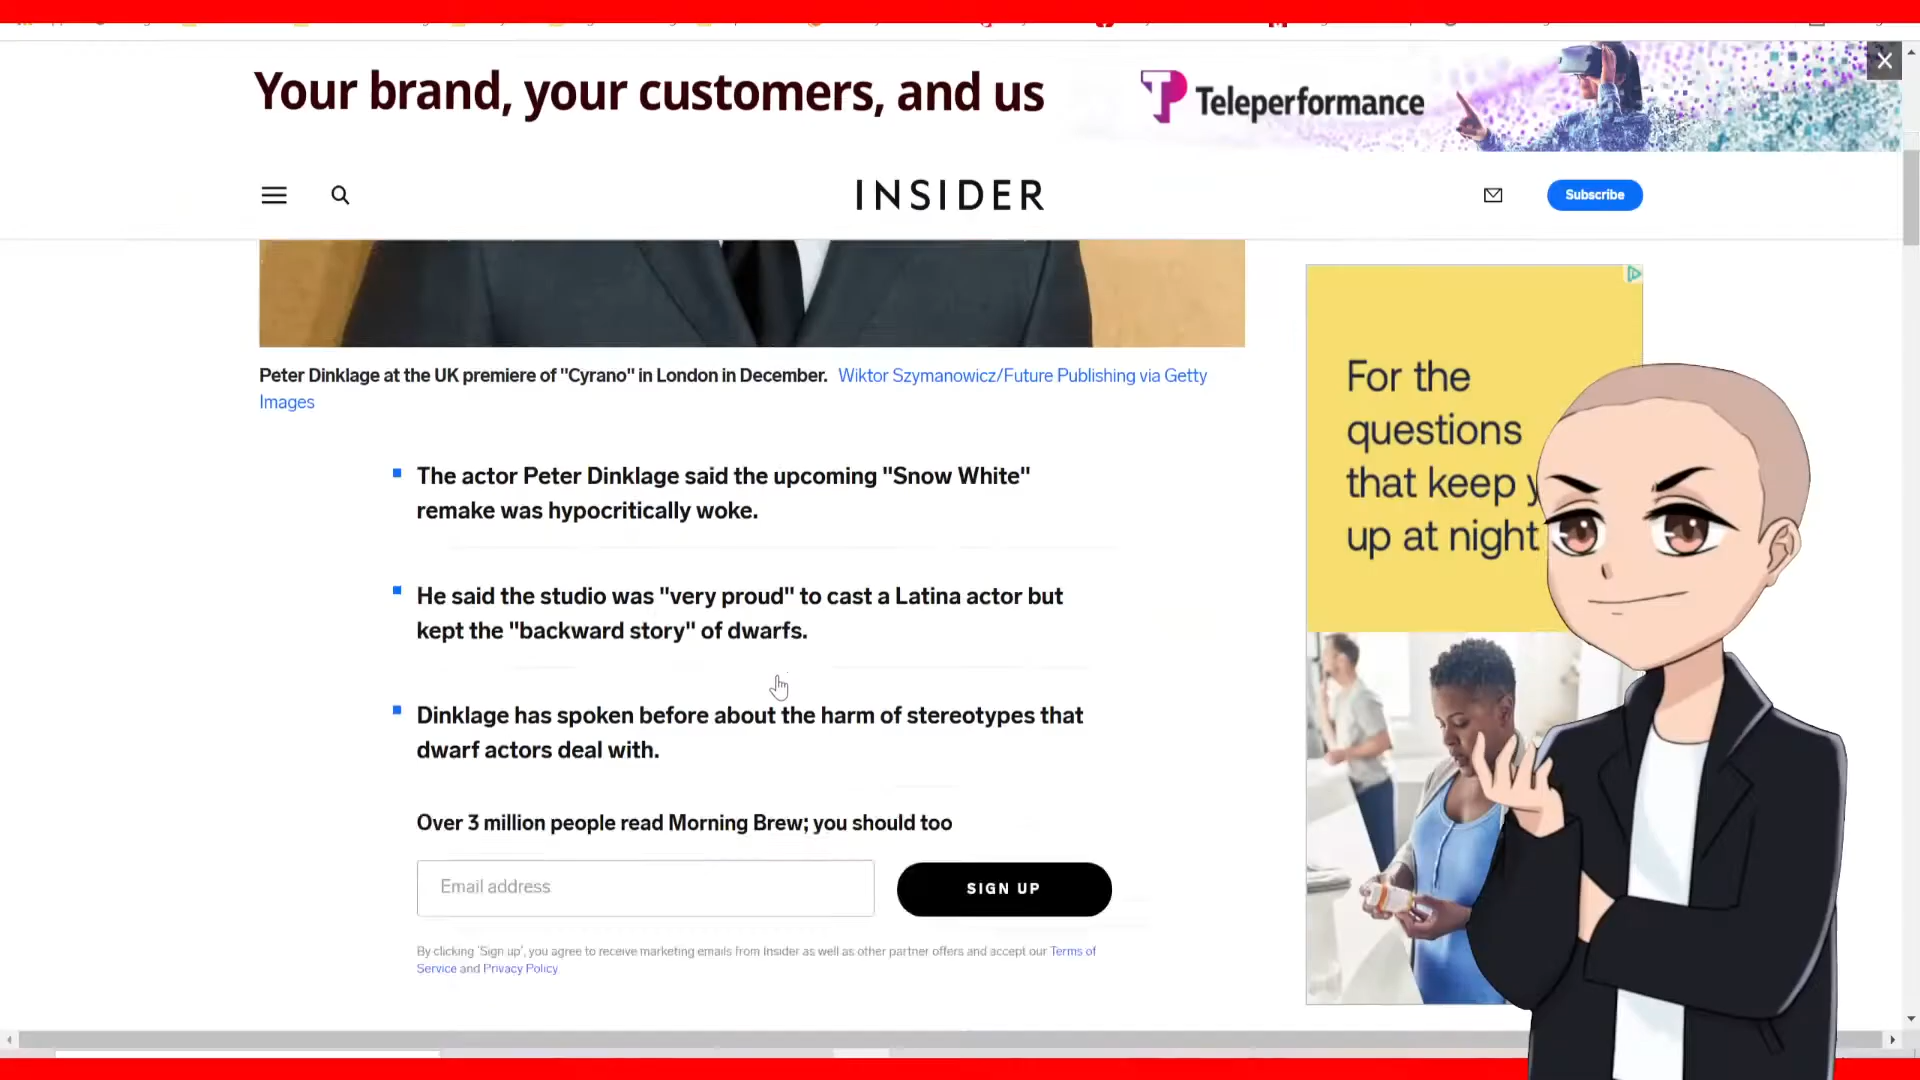 Your brand, your customers, and us
Teleperformance
INSIDER
Subscribe
Peter Dinklage at the UK premiere of "Cyrano" in London in December. Wiktor Szymanowicz/Future Publishing via Getty
Images
The actor Peter Dinklage said the upcoming "Snow White"
remake was hypocritically woke.
He said the studio was "very proud" to cast a Latina actor but
kept the "backward story" of dwarfs.
Dinklage has spoken before about the harm of stereotypes that
dwarf actors deal with.
Over 3 million people read Morning Brew; you should too
Email address
SIGN UP
By clicking 'Sign up', you agree to receive marketing emails from Insider as well as other partner offers and accept our Terms of
Service and Privacy Policy
For the
questions
that keep
up at night